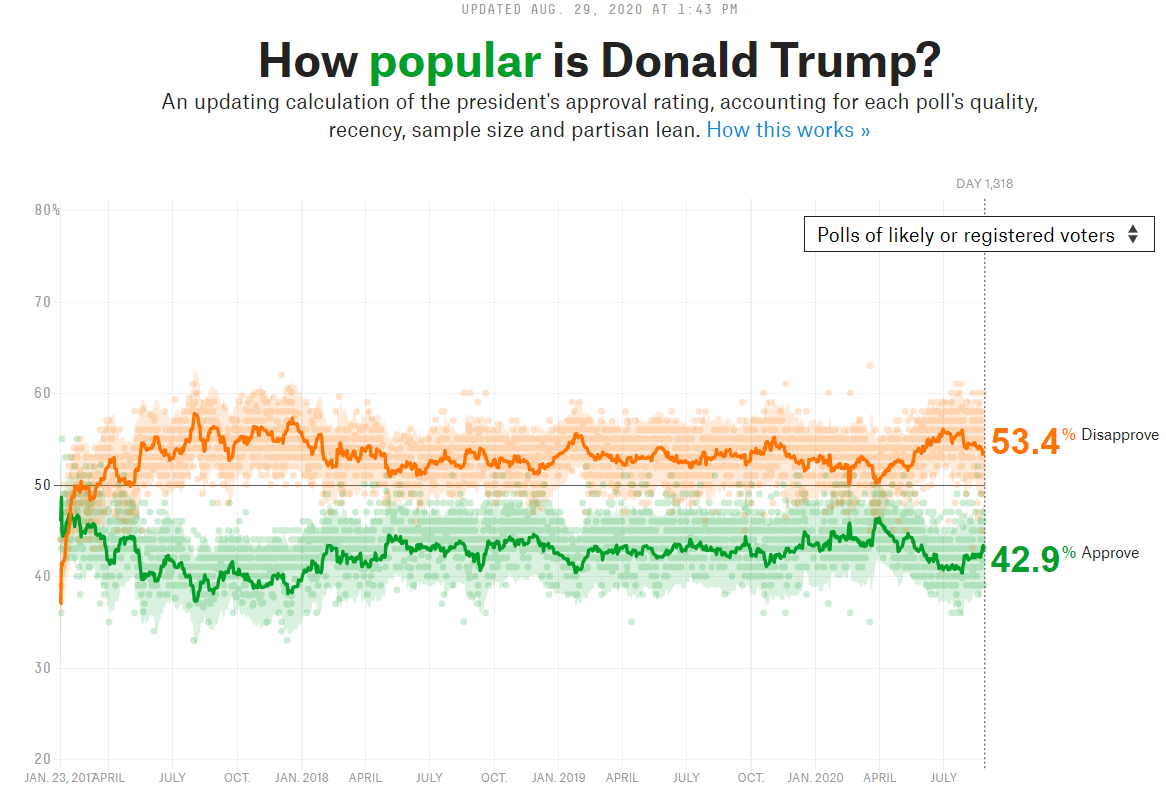 UPDATED AUG. 29, 2020 AT 1:43 PM
How popular is Donald Trump?
An updating calculation of the president's approval rating, accounting for each poll's quality,
recency, sample size and partisan lean. How this works »
DAY 1,318
80%
Polls of likely or registered voters
70
60
53.4% Disapprove
50
42.9% Approve
40
30
20
JAN. 23, 2017 APRIL JULY OCT. JAN. 2018 APRIL JULY OCT. JAN. 2019 APRIL JULY OCT. JAN. 2020 APRIL JULY